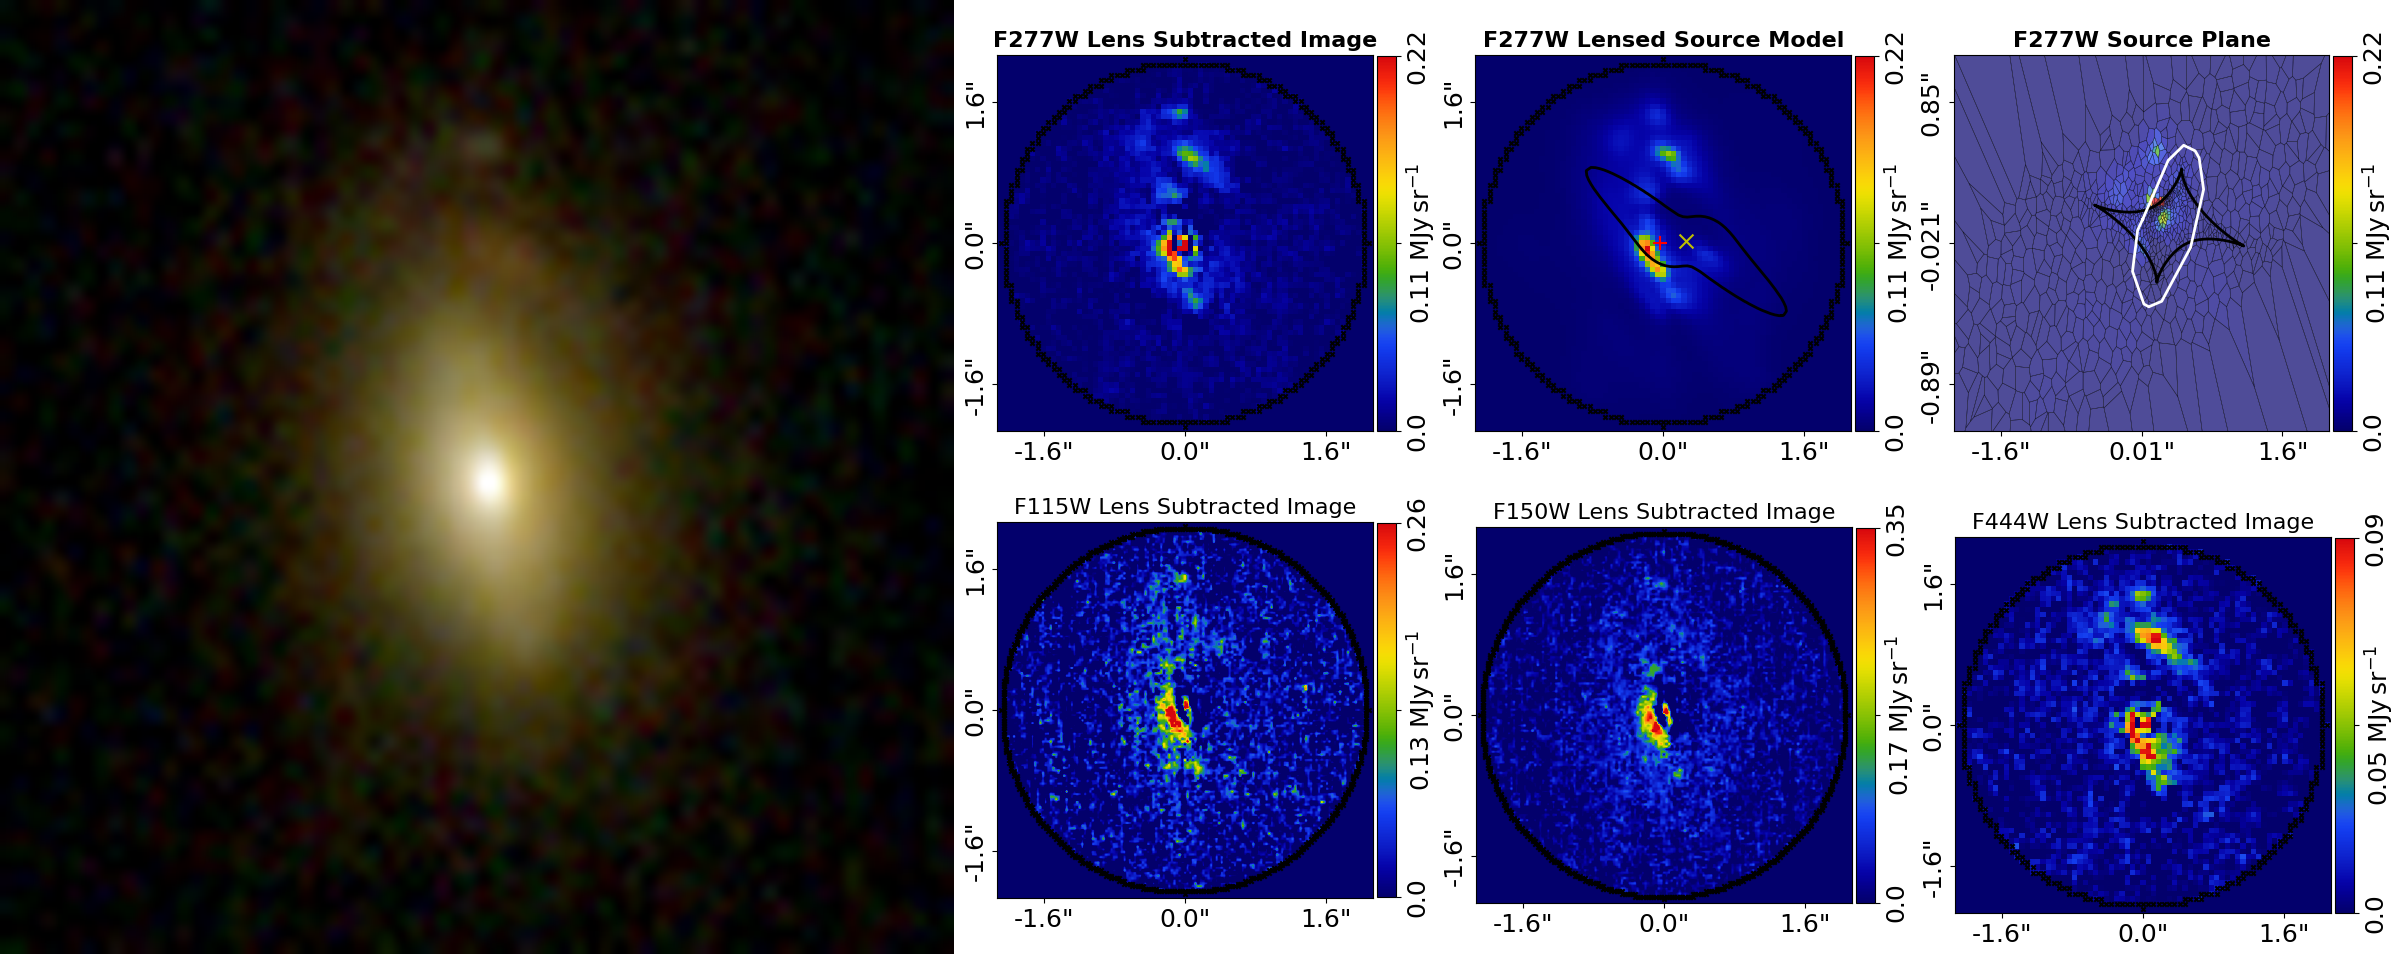 F277W Lens Subtracted Image
1.6"
0.0"
-1.6"
-1.6" 0.0" 1.6"
0.22
0.11 MJy sr⁻¹
0.0
F277W Lensed Source Model
1.6"
0.0"
-1.6"
-1.6" 0.0" 1.6"
0.22
0.11 MJy sr⁻¹
0.0
F277W Source Plane
0.85"
-0.021"
-0.89"
-1.6" 0.01" 1.6"
0.22
0.11 MJy sr⁻¹
0.0
F115W Lens Subtracted Image
1.6"
0.0"
-1.6"
-1.6" 0.0" 1.6"
0.26
0.13 MJy sr⁻¹
0.0
F150W Lens Subtracted Image
1.6"
0.0"
-1.6"
-1.6" 0.0" 1.6"
0.35
0.17 MJy sr⁻¹
0.0
F444W Lens Subtracted Image
1.6"
0.0"
-1.6"
-1.6" 0.0" 1.6"
0.09
0.05 MJy sr⁻¹
0.0